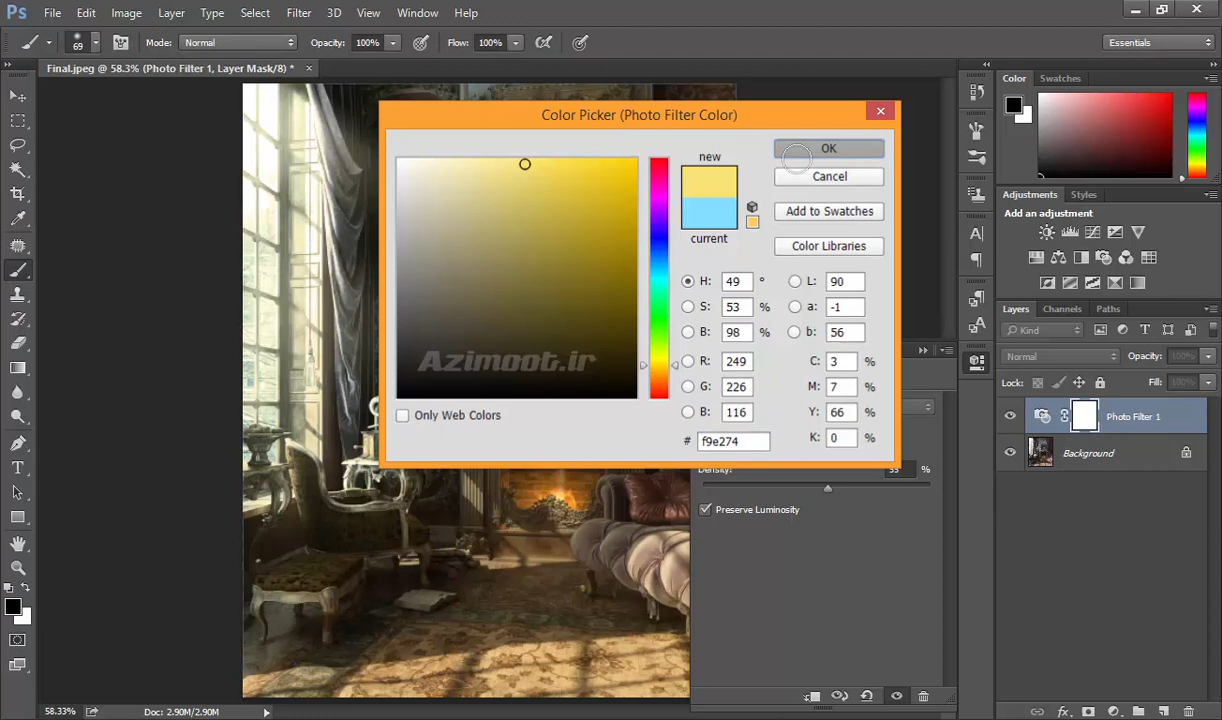 Ps File Edit Image Layer Type Select Filter 3D View Window Help
69 Mode: Normal Opacity: 100% Flow: 100% Essentials
Final.jpeg @ 58.3% (Photo Filter 1, Layer Mask/8) *
Color Picker (Photo Filter Color)
new
current
OK
Cancel
Add to Swatches
Color Libraries
H: 49 ° L: 90
S: 53 % a: -1
B: 98 % b: 56
R: 249 C: 3 %
G: 226 M: 7 %
B: 116 Y: 66 %
# f9e274 K: 0 %
Only Web Colors
Azimoot.ir
Density: 55 %
Preserve Luminosity
Color Swatches
Adjustments Styles
Add an adjustment
Layers Channels Paths
Kind
Normal Opacity: 100%
Lock: Fill: 100%
Photo Filter 1
Background
58.33% Doc: 2.90M/2.90M